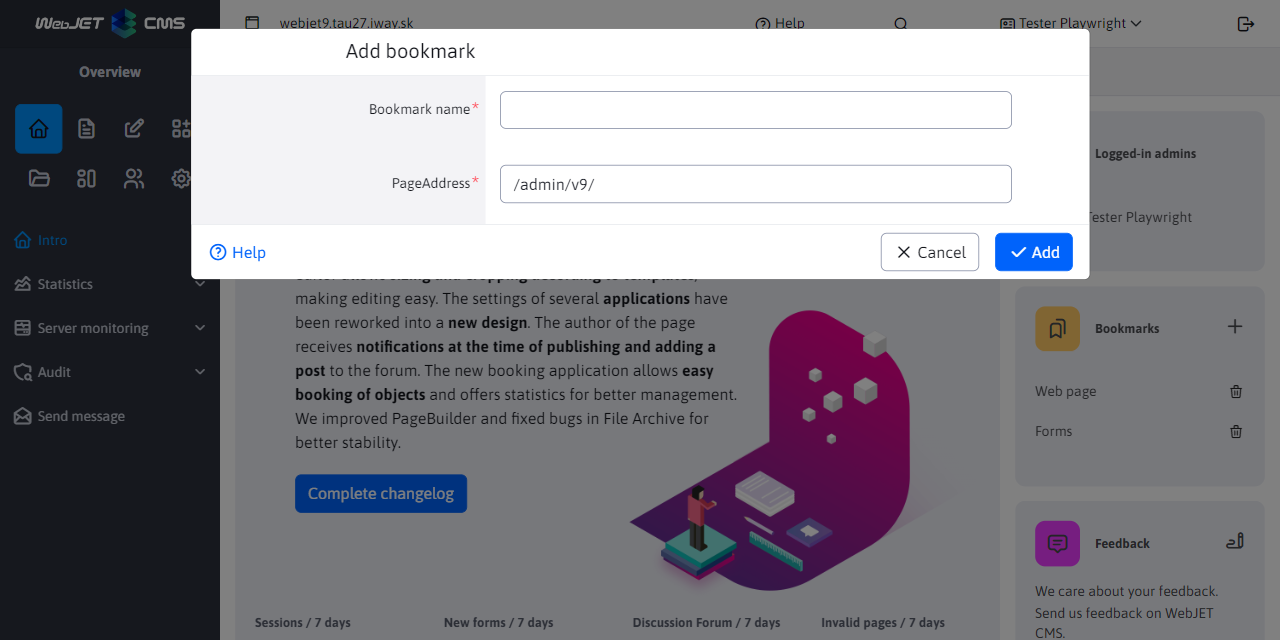 WebJET CMS
webjet9.tau27.iway.sk
Help
Tester Playwright
Overview
Add bookmark
Bookmark name*
PageAddress*
/admin/v9/
Help
Cancel
Add
Logged-in admins
Tester Playwright
Intro
Statistics
Server monitoring
Audit
Send message
making editing easy. The settings of several applications have
been reworked into a new design. The author of the page
receives notifications at the time of publishing and adding a
post to the forum. The new booking application allows easy
booking of objects and offers statistics for better management.
We improved PageBuilder and fixed bugs in File Archive for
better stability.
Complete changelog
Bookmarks
Web page
Forms
Feedback
We care about your feedback.
Send us feedback on WebJET
CMS.
Sessions / 7 days
New forms / 7 days
Discussion Forum / 7 days
Invalid pages / 7 days